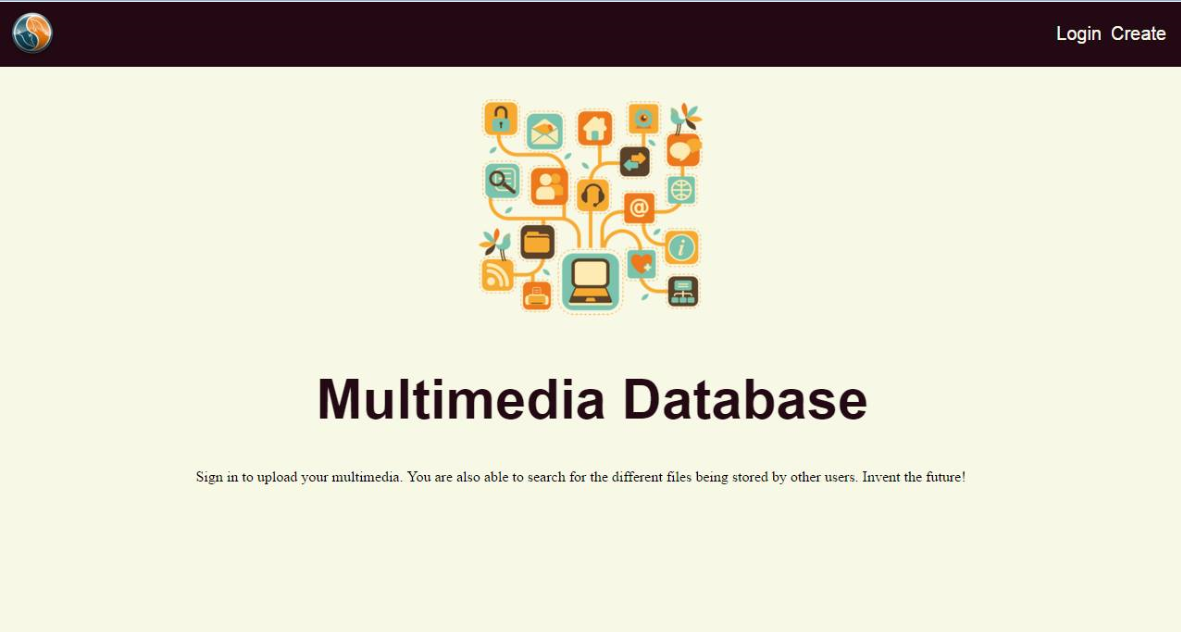 Login Create
@
i
Multimedia Database
Sign in to upload your multimedia. You are also able to search for the different files being stored by other users. Invent the future!